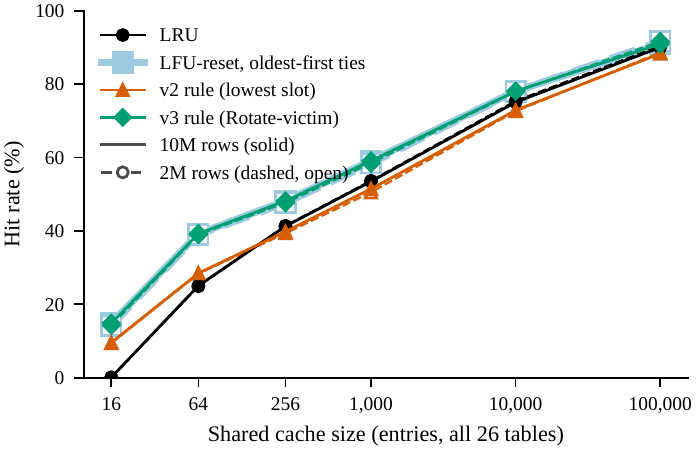 100
80
60
40
20
0
Hit rate (%)
LRU
LFU-reset, oldest-first ties
v2 rule (lowest slot)
v3 rule (Rotate-victim)
10M rows (solid)
2M rows (dashed, open)
16 64 256 1,000 10,000 100,000
Shared cache size (entries, all 26 tables)